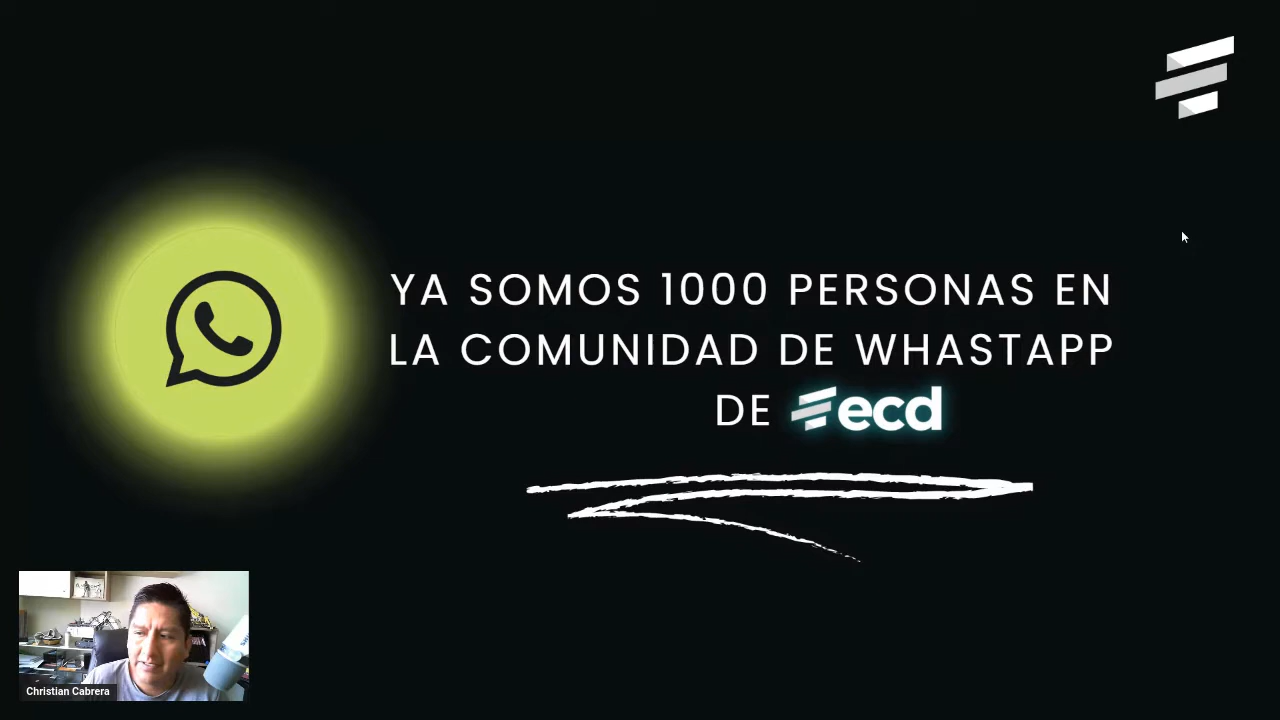 YA SOMOS 1000 PERSONAS EN
LA COMUNIDAD DE WHASTAPP
DE ecd
Christian Cabrera